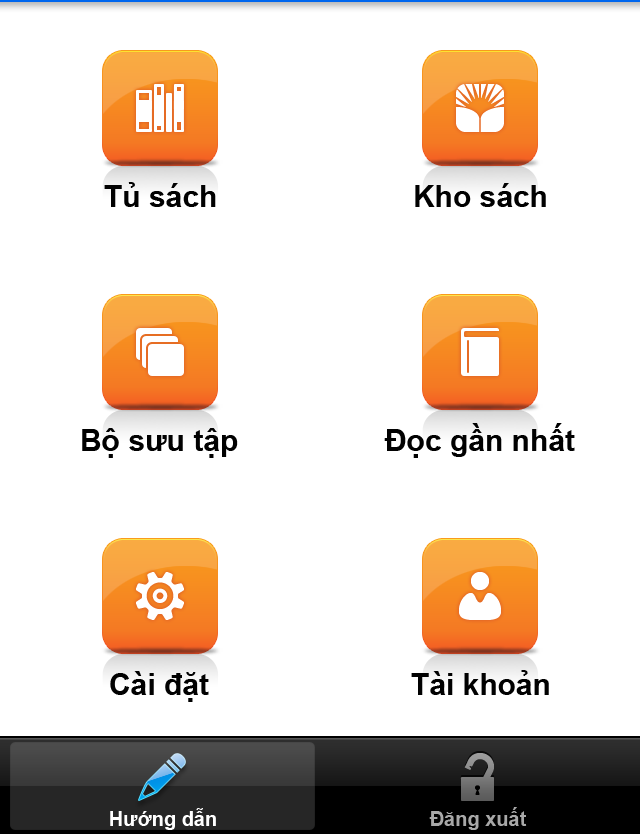 Tủ sách
Kho sách
Bộ sưu tập
Đọc gần nhất
Cài đặt
Tài khoản
Hướng dẫn
Đăng xuất